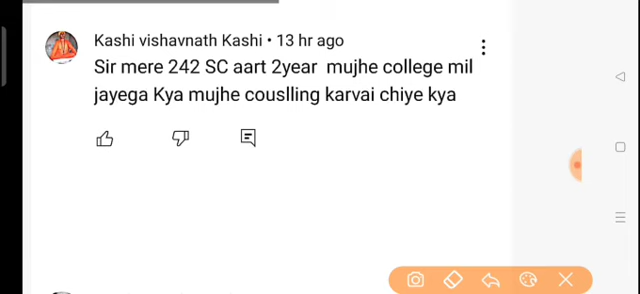 Kashi vishavnath Kashi • 13 hr ago
Sir mere 242 SC aart 2year mujhe college mil
jayega Kya mujhe couslling karvai chiye kya